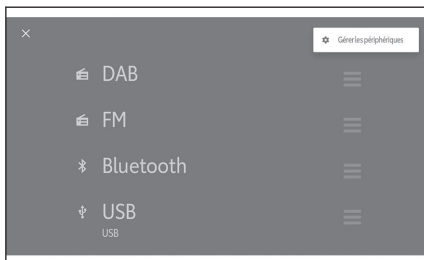 Gérer les périphériques
DAB
FM
Bluetooth
USB
USB